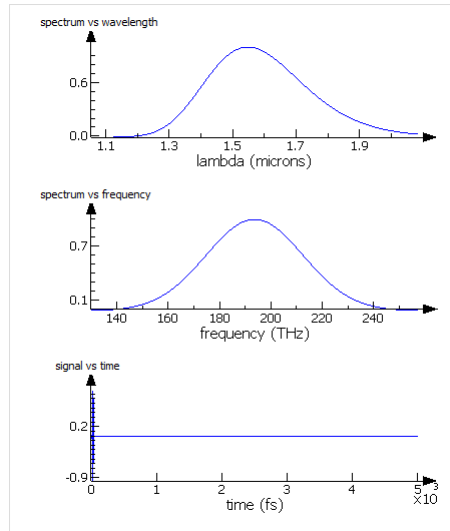 spectrum vs wavelength
0.6
0.0
1.1 1.3 1.5 1.7 1.9
lambda (microns)
spectrum vs frequency
0.7
0.1
140 160 180 200 220 240
frequency (THz)
signal vs time
0.2
-0.9
0 1 2 3 4 5
x10^3
time (fs)